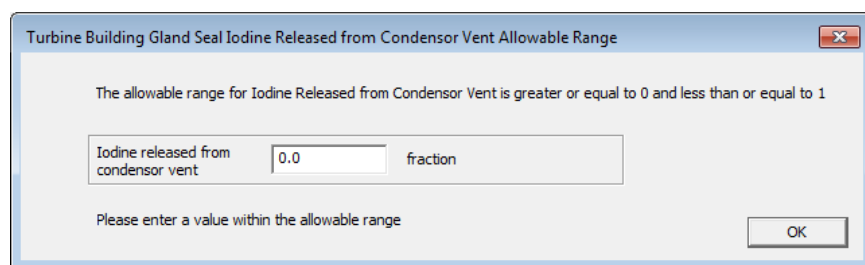 Turbine Building Gland Seal Iodine Released from Condensor Vent Allowable Range
The allowable range for Iodine Released from Condensor Vent is greater or equal to 0 and less than or equal to 1
Iodine released from
condensor vent
0.0
fraction
Please enter a value within the allowable range
OK